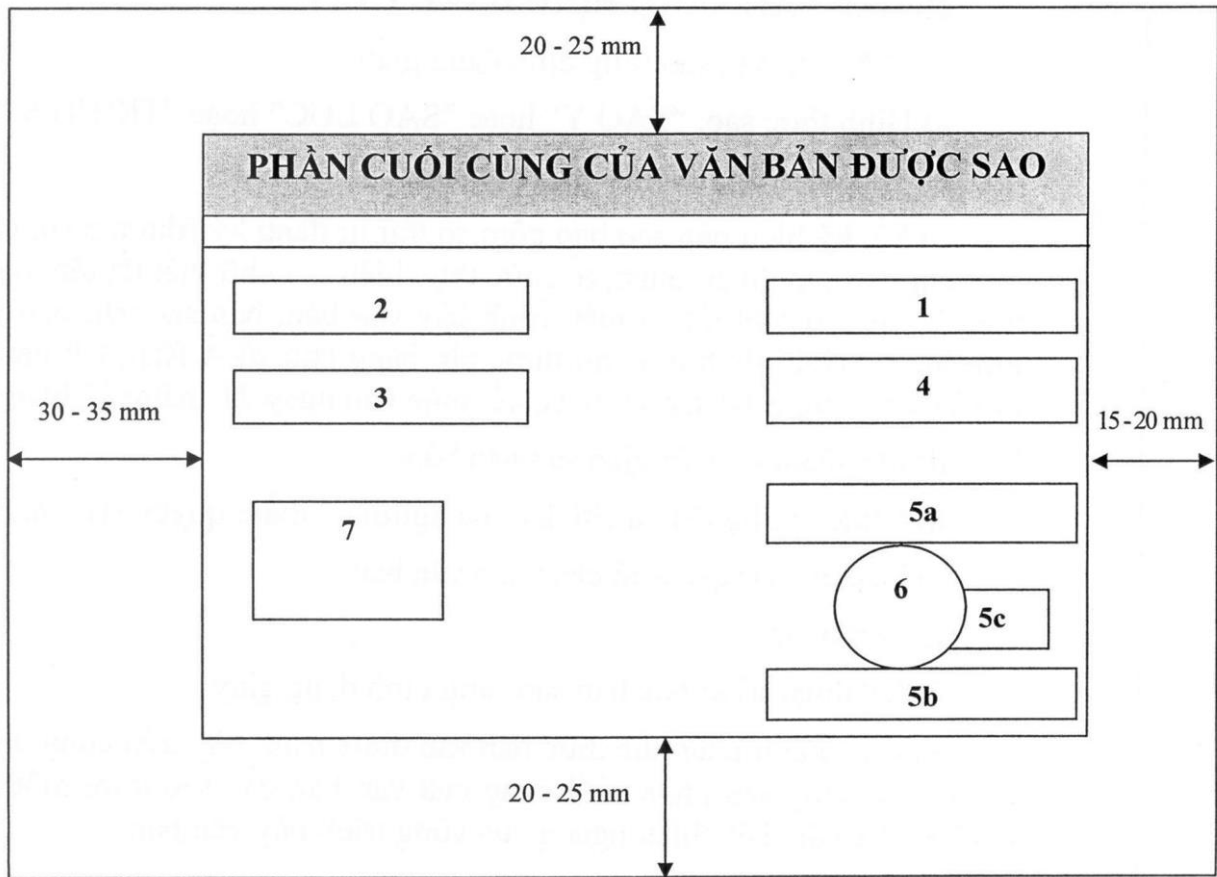 20 - 25 mm
PHẦN CUỐI CÙNG CỦA VĂN BẢN ĐƯỢC SAO
2
1
3
4
30 - 35 mm
15 - 20 mm
5a
7
6
5c
5b
20 - 25 mm